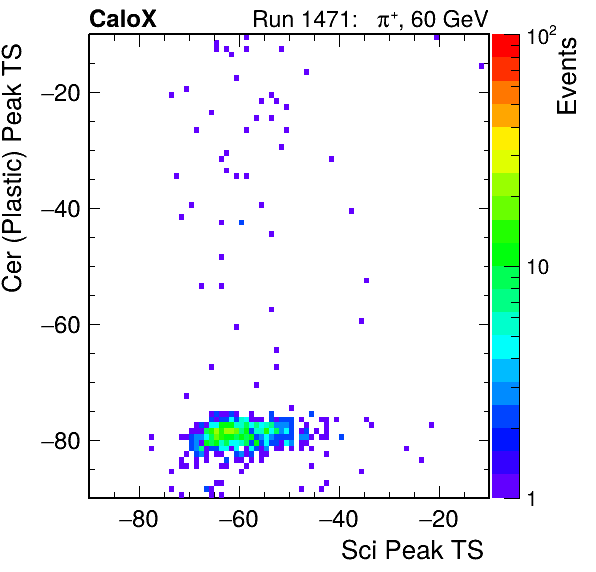 CaloX Run 1471: π⁺, 60 GeV
Cer (Plastic) Peak TS
−20
−40
−60
−80
−80 −60 −40 −20
Sci Peak TS
10²
10
1
Events